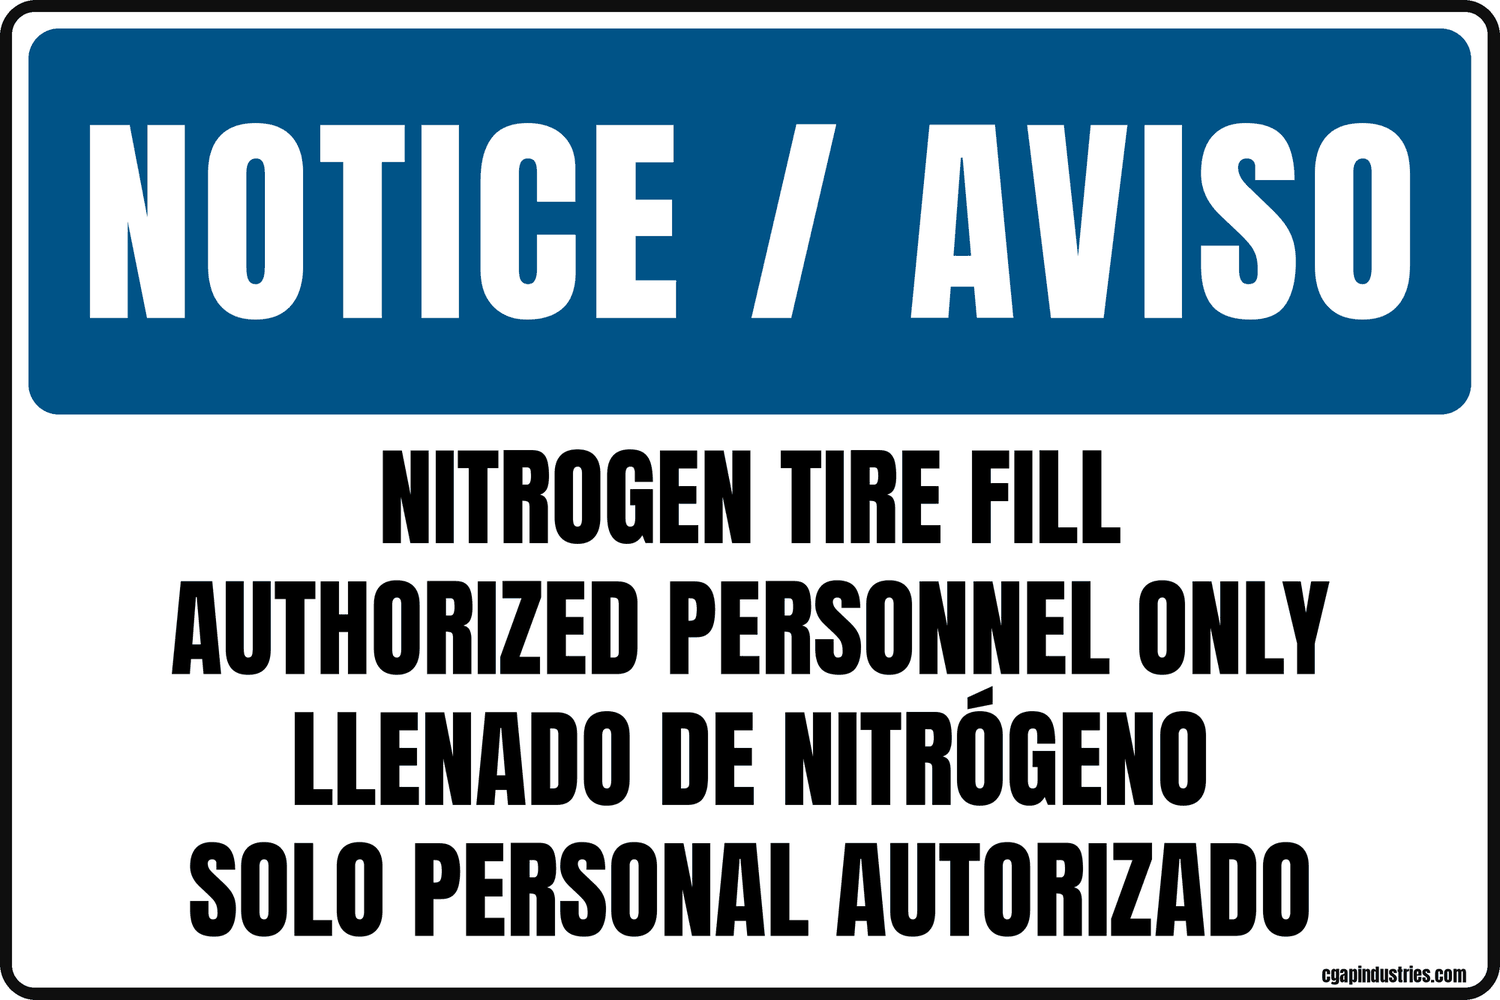 NOTICE / AVISO
NITROGEN TIRE FILL
AUTHORIZED PERSONNEL ONLY
LLENADO DE NITRÓGENO
SOLO PERSONAL AUTORIZADO
cgapindustries.com